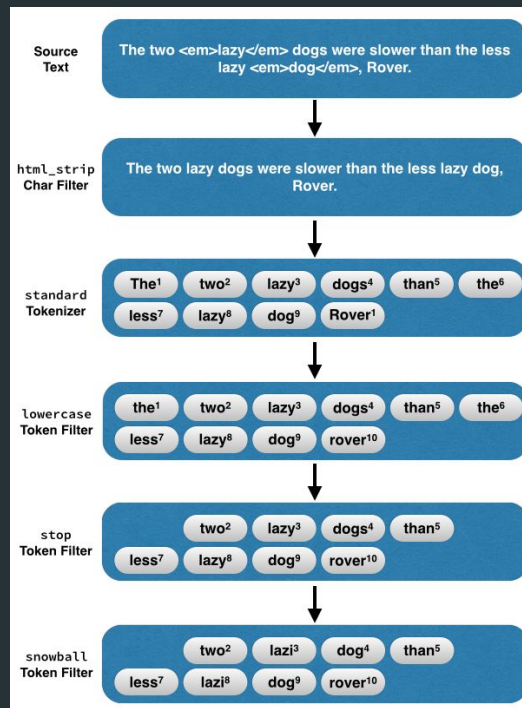 Source
Text
The two <em>lazy</em> dogs were slower than the less
lazy <em>dog</em>, Rover.
html_strip
Char Filter
The two lazy dogs were slower than the less lazy dog,
Rover.
standard
Tokenizer
The¹ two² lazy³ dogs⁴ than⁵ the⁶
less⁷ lazy⁸ dog⁹ Rover¹
lowercase
Token Filter
the¹ two² lazy³ dogs⁴ than⁵ the⁶
less⁷ lazy⁸ dog⁹ rover¹⁰
stop
Token Filter
two² lazy³ dogs⁴ than⁵
less⁷ lazy⁸ dog⁹ rover¹⁰
snowball
Token Filter
two² lazi³ dog⁴ than⁵
less⁷ lazi⁸ dog⁹ rover¹⁰